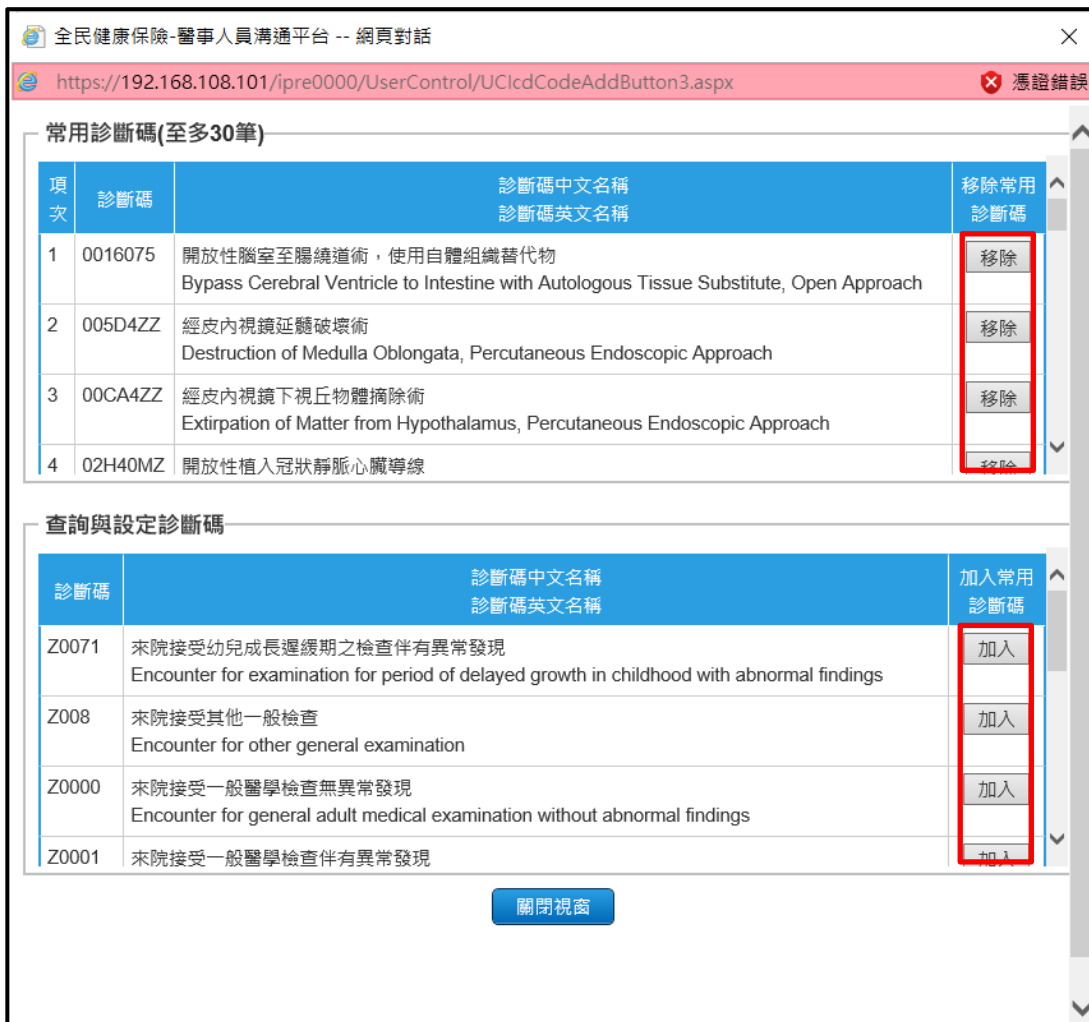 全民健康保險-醫事人員溝通平台 -- 網頁對話
https://192.168.108.101/ipre0000/UserControl/UCIcdCodeAddButton3.aspx 憑證錯誤
常用診斷碼(至多30筆)
項次 診斷碼 診斷碼中文名稱 診斷碼英文名稱 移除常用診斷碼
1 0016075 開放性腦室至腸繞道術，使用自體組織替代物 移除
Bypass Cerebral Ventricle to Intestine with Autologous Tissue Substitute, Open Approach
2 005D4ZZ 經皮內視鏡延髓破壞術 移除
Destruction of Medulla Oblongata, Percutaneous Endoscopic Approach
3 00CA4ZZ 經皮內視鏡下視丘物體摘除術 移除
Extirpation of Matter from Hypothalamus, Percutaneous Endoscopic Approach
4 02H40MZ 開放性植入冠狀靜脈心臟導線 移除
查詢與設定診斷碼
診斷碼 診斷碼中文名稱 診斷碼英文名稱 加入常用診斷碼
Z0071 來院接受幼兒成長遲緩期之檢查伴有異常發現 加入
Encounter for examination for period of delayed growth in childhood with abnormal findings
Z008 來院接受其他一般檢查 加入
Encounter for other general examination
Z0000 來院接受一般醫學檢查無異常發現 加入
Encounter for general adult medical examination without abnormal findings
Z0001 來院接受一般醫學檢查伴有異常發現 加入
關閉視窗